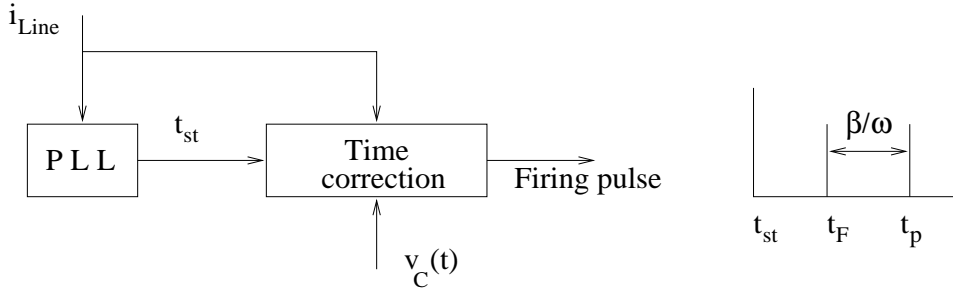 i_Line
P L L
t_st
Time
correction
Firing pulse
v_C(t)
β/ω
t_st
t_F
t_p